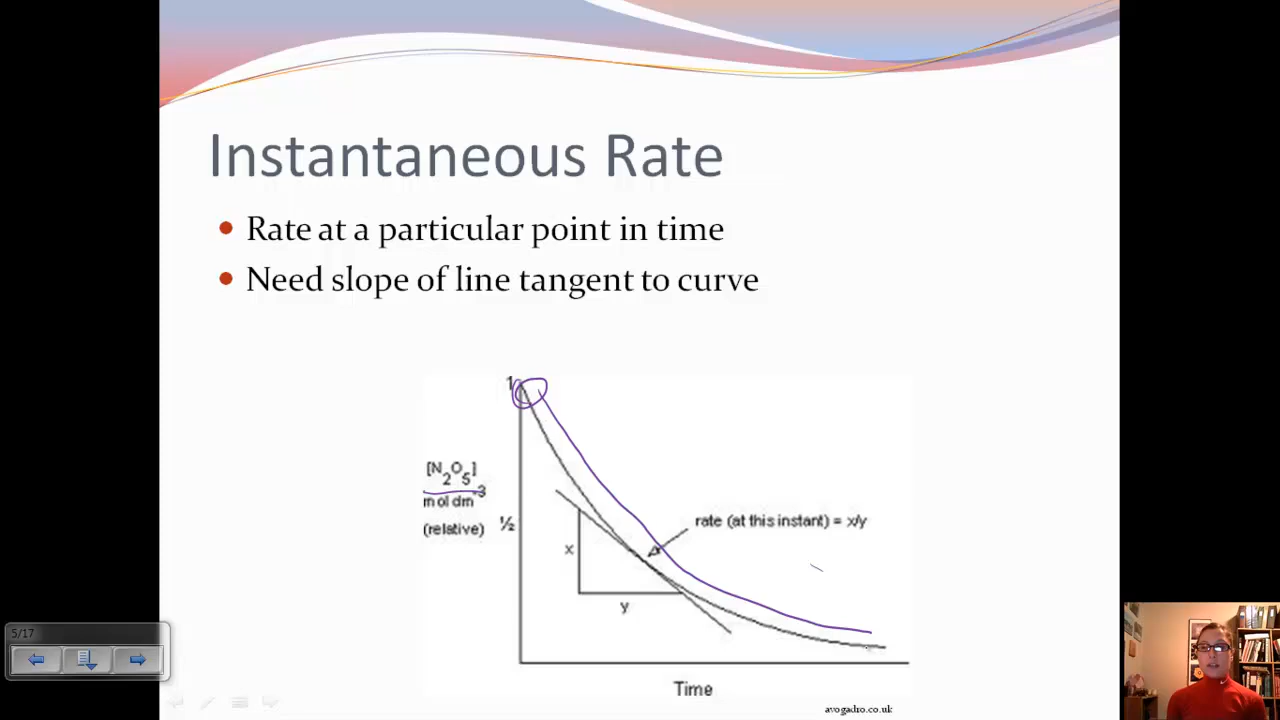 Instantaneous Rate
• Rate at a particular point in time
• Need slope of line tangent to curve
1
[N₂O₅]
mol dm⁻³
(relative)
½
rate (at this instant) = x/y
x
y
Time
avogadro.co.uk
5/17